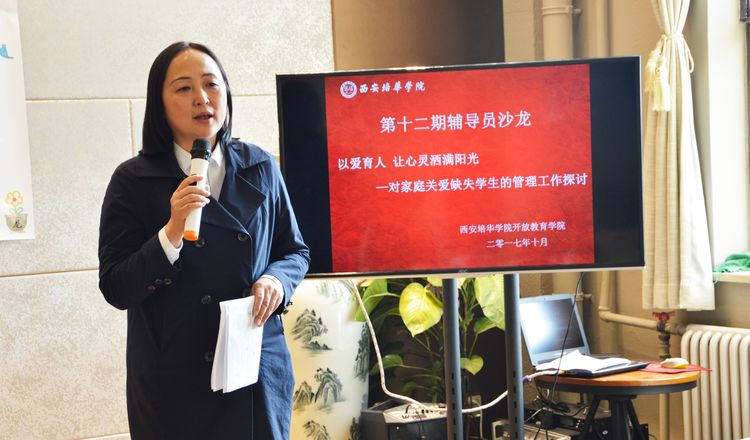 西安培华学院
第十二期辅导员沙龙
以爱育人 让心灵洒满阳光
—对家庭关爱缺失学生的管理工作探讨
西安培华学院开放教育学院
二〇一七年十月
龙